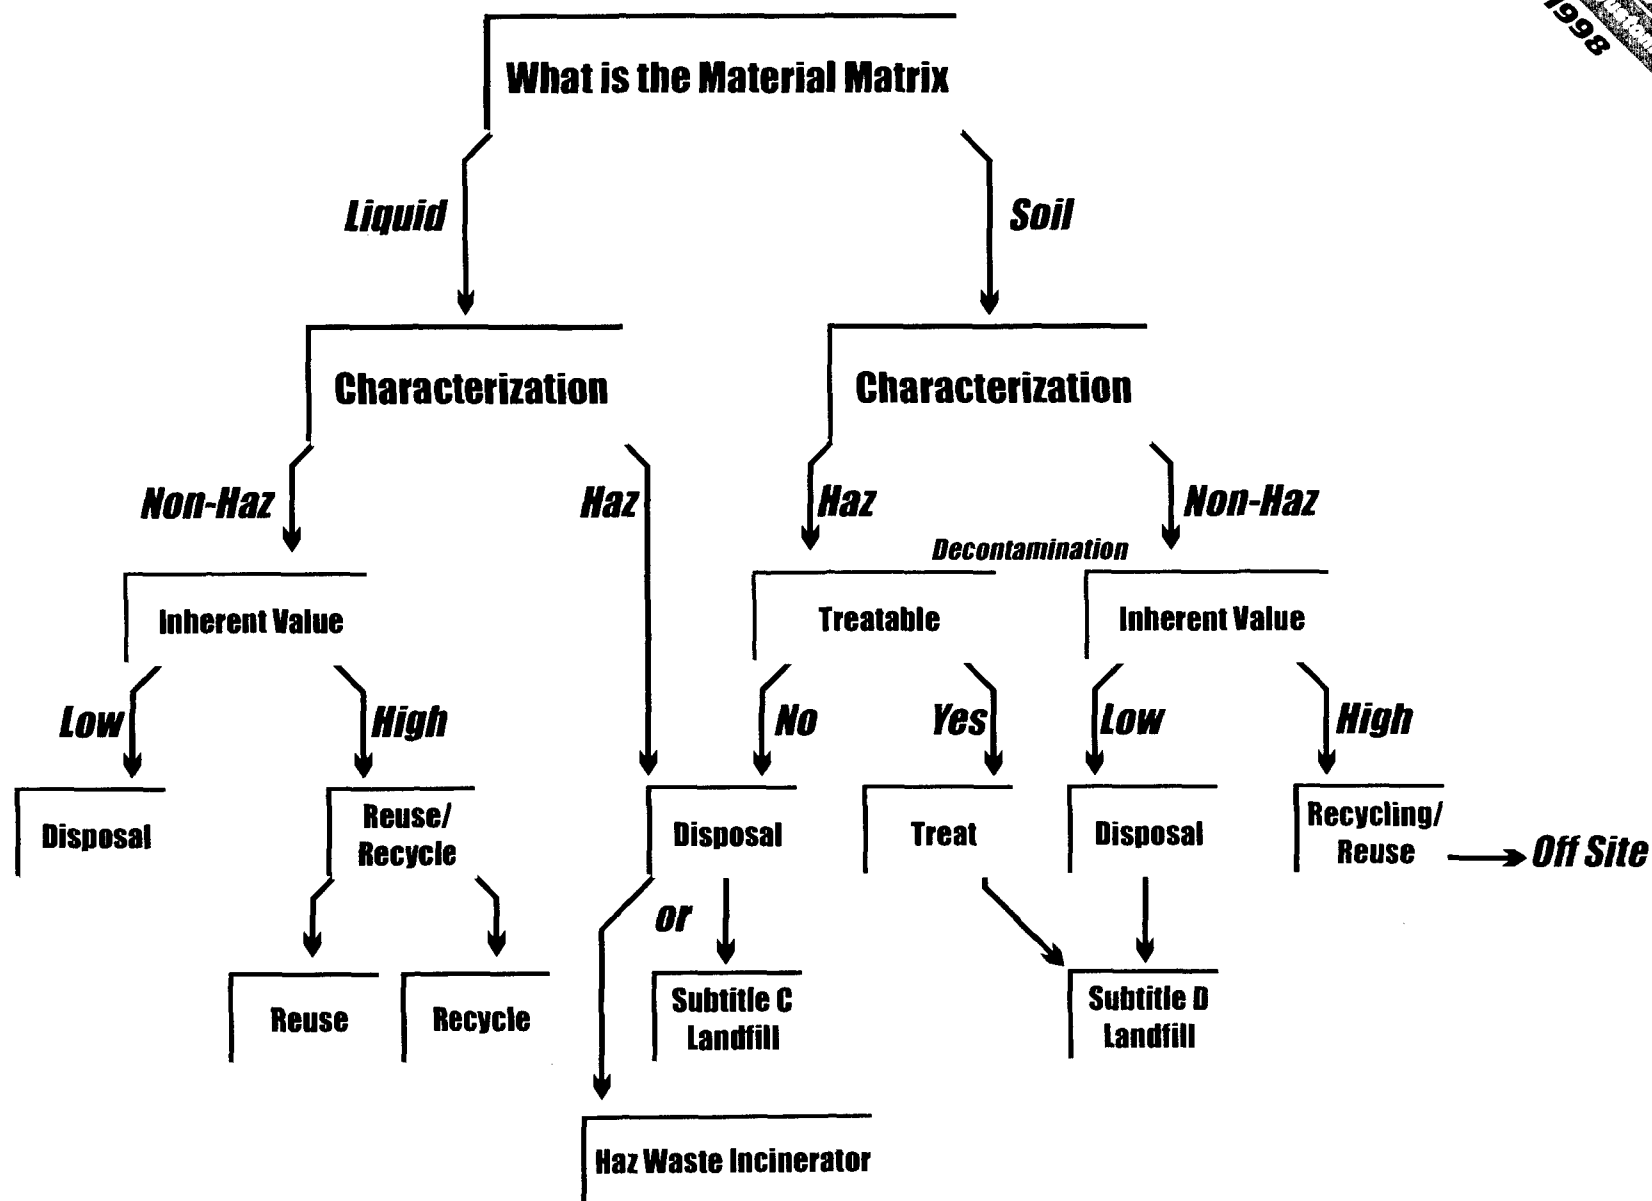 1998
What is the Material Matrix
Liquid
Soil
Characterization
Characterization
Non-Haz
Haz
Haz
Non-Haz
Decontamination
Inherent Value
Treatable
Inherent Value
Low
High
No
Yes
Low
High
Disposal
Reuse/
Recycle
Disposal
Treat
Disposal
Recycling/
Reuse
Off Site
or
Reuse
Recycle
Subtitle C
Landfill
Subtitle D
Landfill
Haz Waste Incinerator